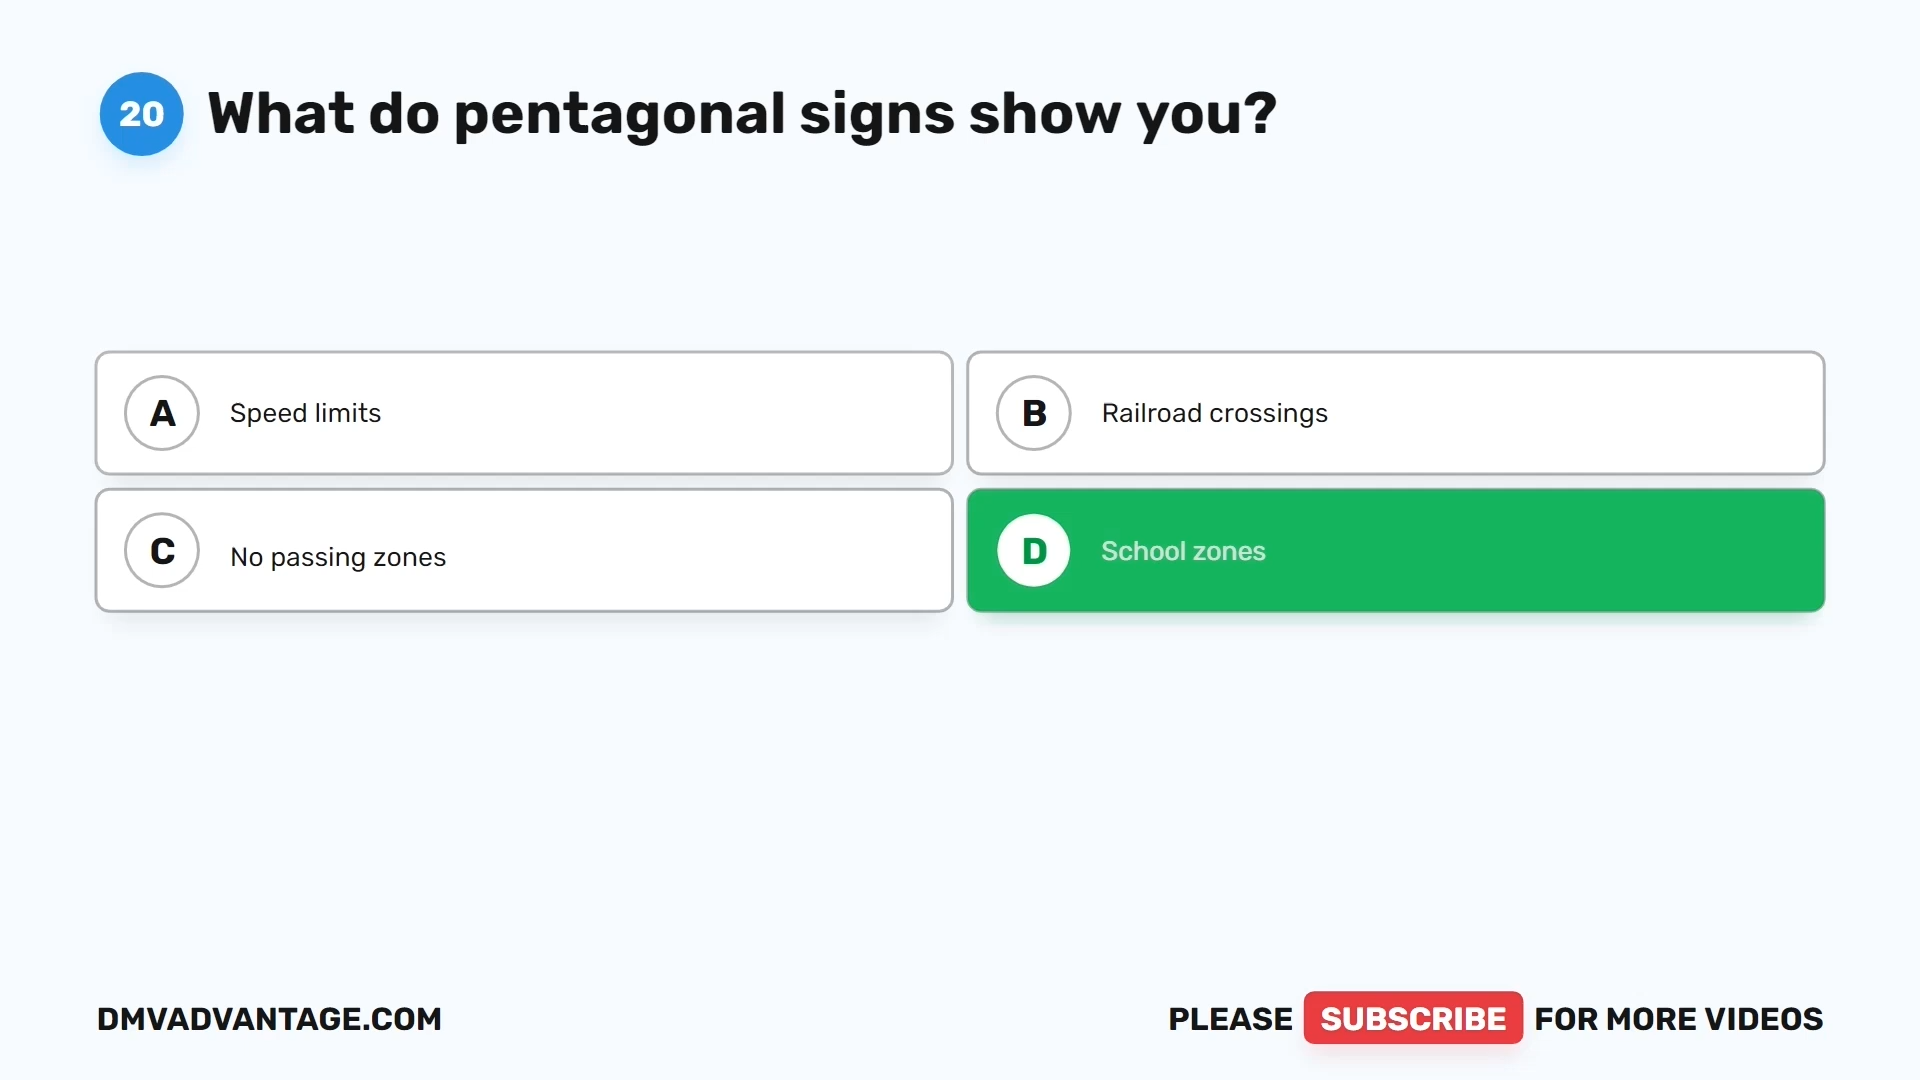 20 What do pentagonal signs show you?
A Speed limits
B Railroad crossings
C No passing zones
D School zones
DMVADVANTAGE.COM
PLEASE SUBSCRIBE FOR MORE VIDEOS